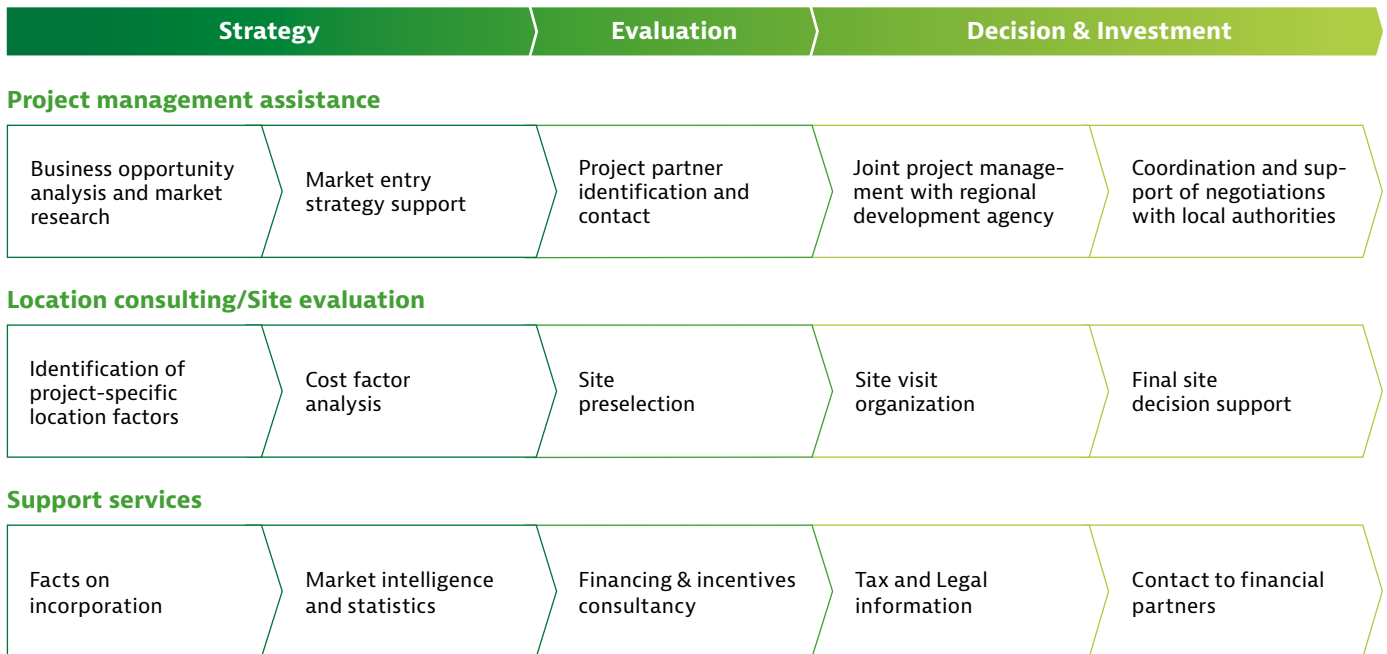 Strategy
Evaluation
Decision & Investment
Project management assistance
Business opportunity
analysis and market
research
Market entry
strategy support
Project partner
identification and
contact
Joint project manage-
ment with regional
development agency
Coordination and sup-
port of negotiations
with local authorities
Location consulting/Site evaluation
Identification of
project-specific
location factors
Cost factor
analysis
Site
preselection
Site visit
organization
Final site
decision support
Support services
Facts on
incorporation
Market intelligence
and statistics
Financing & incentives
consultancy
Tax and Legal
information
Contact to financial
partners